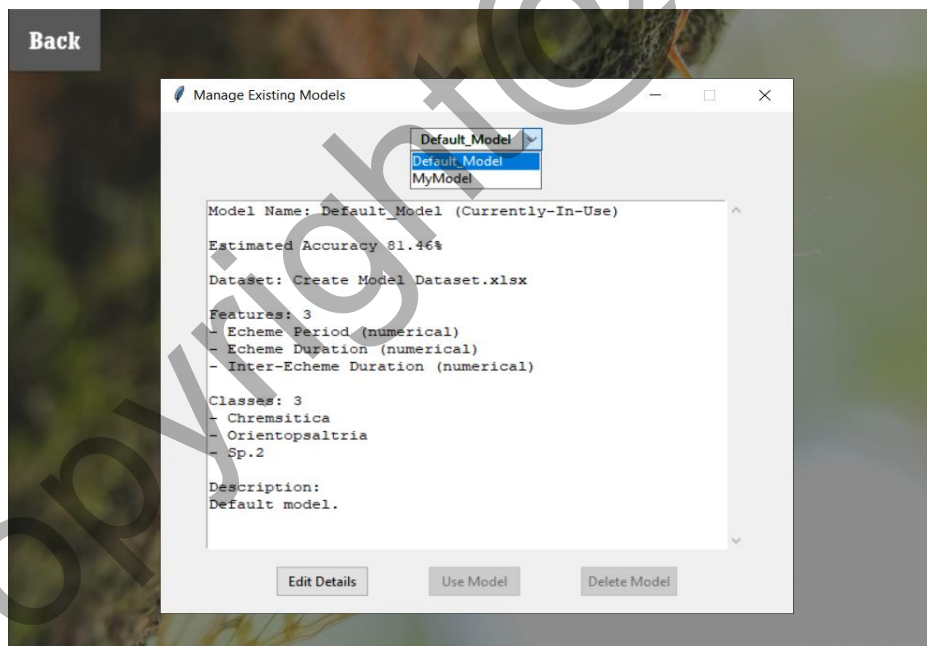 Back
Manage Existing Models
Default_Model
Default_Model
MyModel
Model Name: Default_Model (Currently-In-Use)
Estimated Accuracy 81.46%
Dataset: Create Model Dataset.xlsx
Features: 3
- Echeme Period (numerical)
- Echeme Duration (numerical)
- Inter-Echeme Duration (numerical)
Classes: 3
- Chremsitica
- Orientopsaltria
- Sp.2
Description:
Default model.
Edit Details
Use Model
Delete Model
opyright@